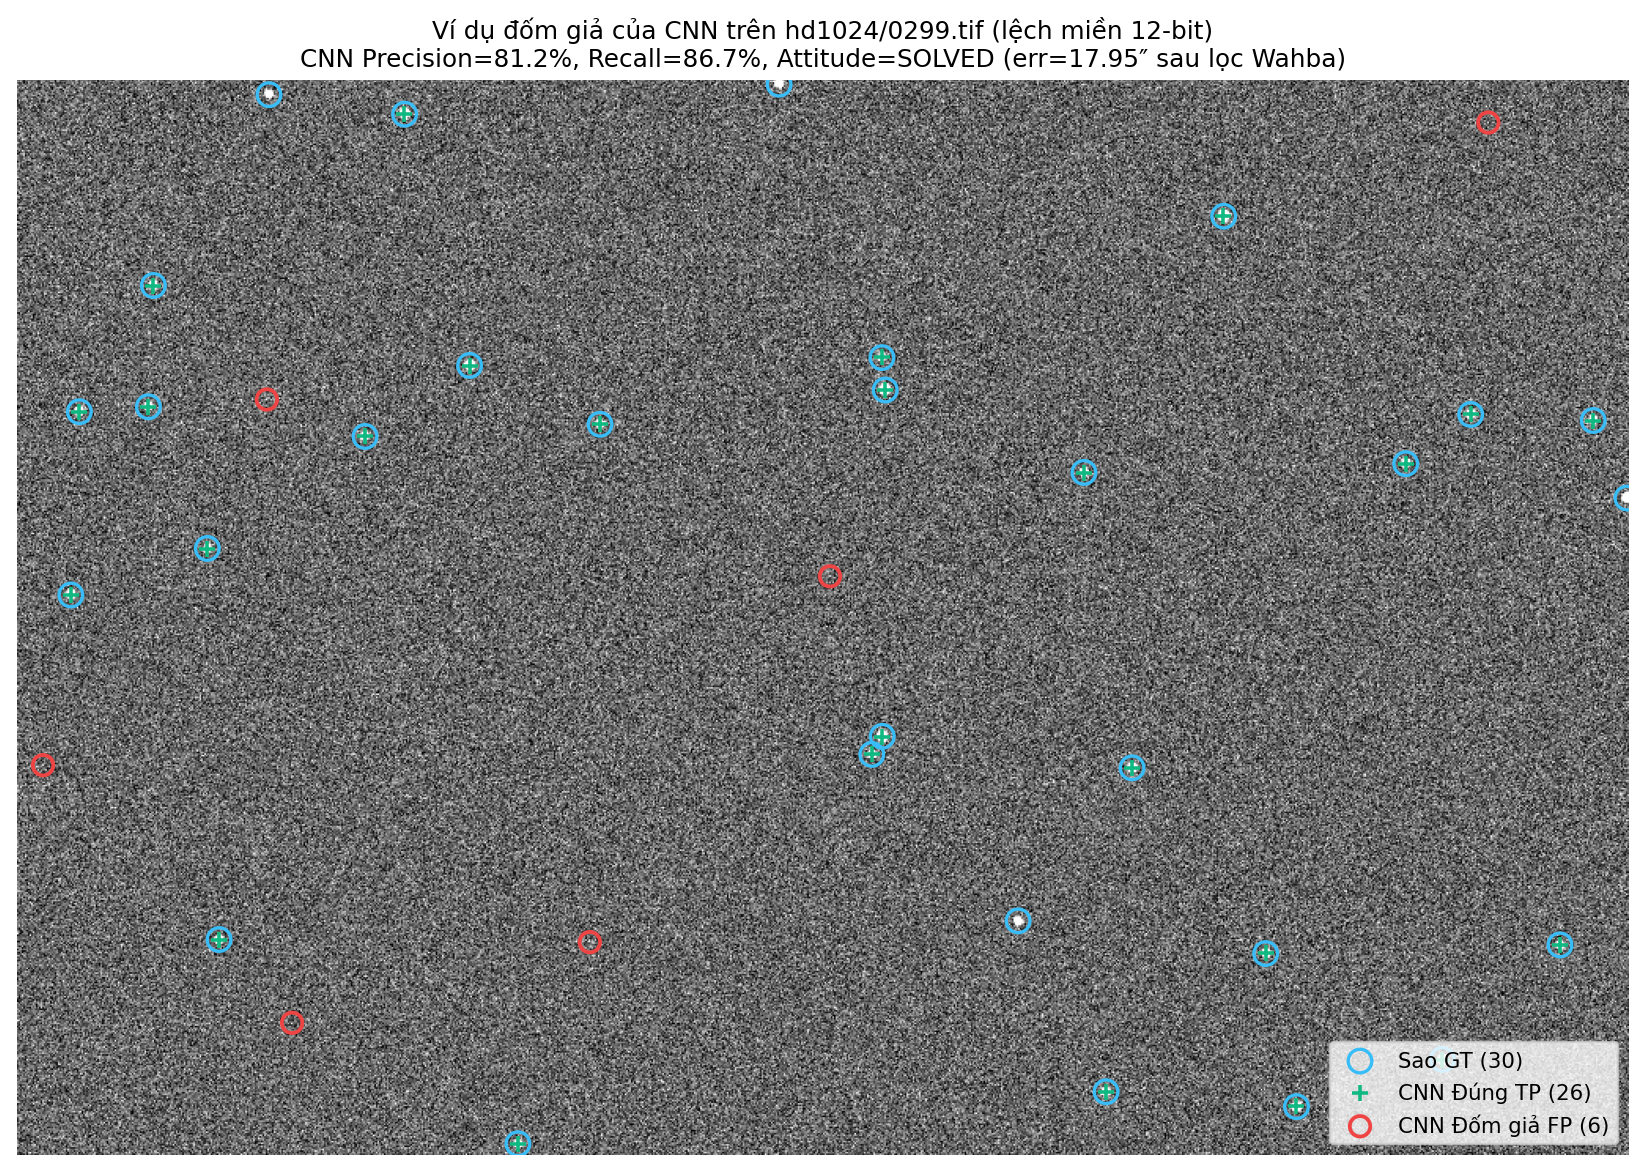 Ví dụ đốm giả của CNN trên hd1024/0299.tif (lệch miền 12-bit)
CNN Precision=81.2%, Recall=86.7%, Attitude=SOLVED (err=17.95″ sau lọc Wahba)
Sao GT (30)
CNN Đúng TP (26)
CNN Đốm giả FP (6)